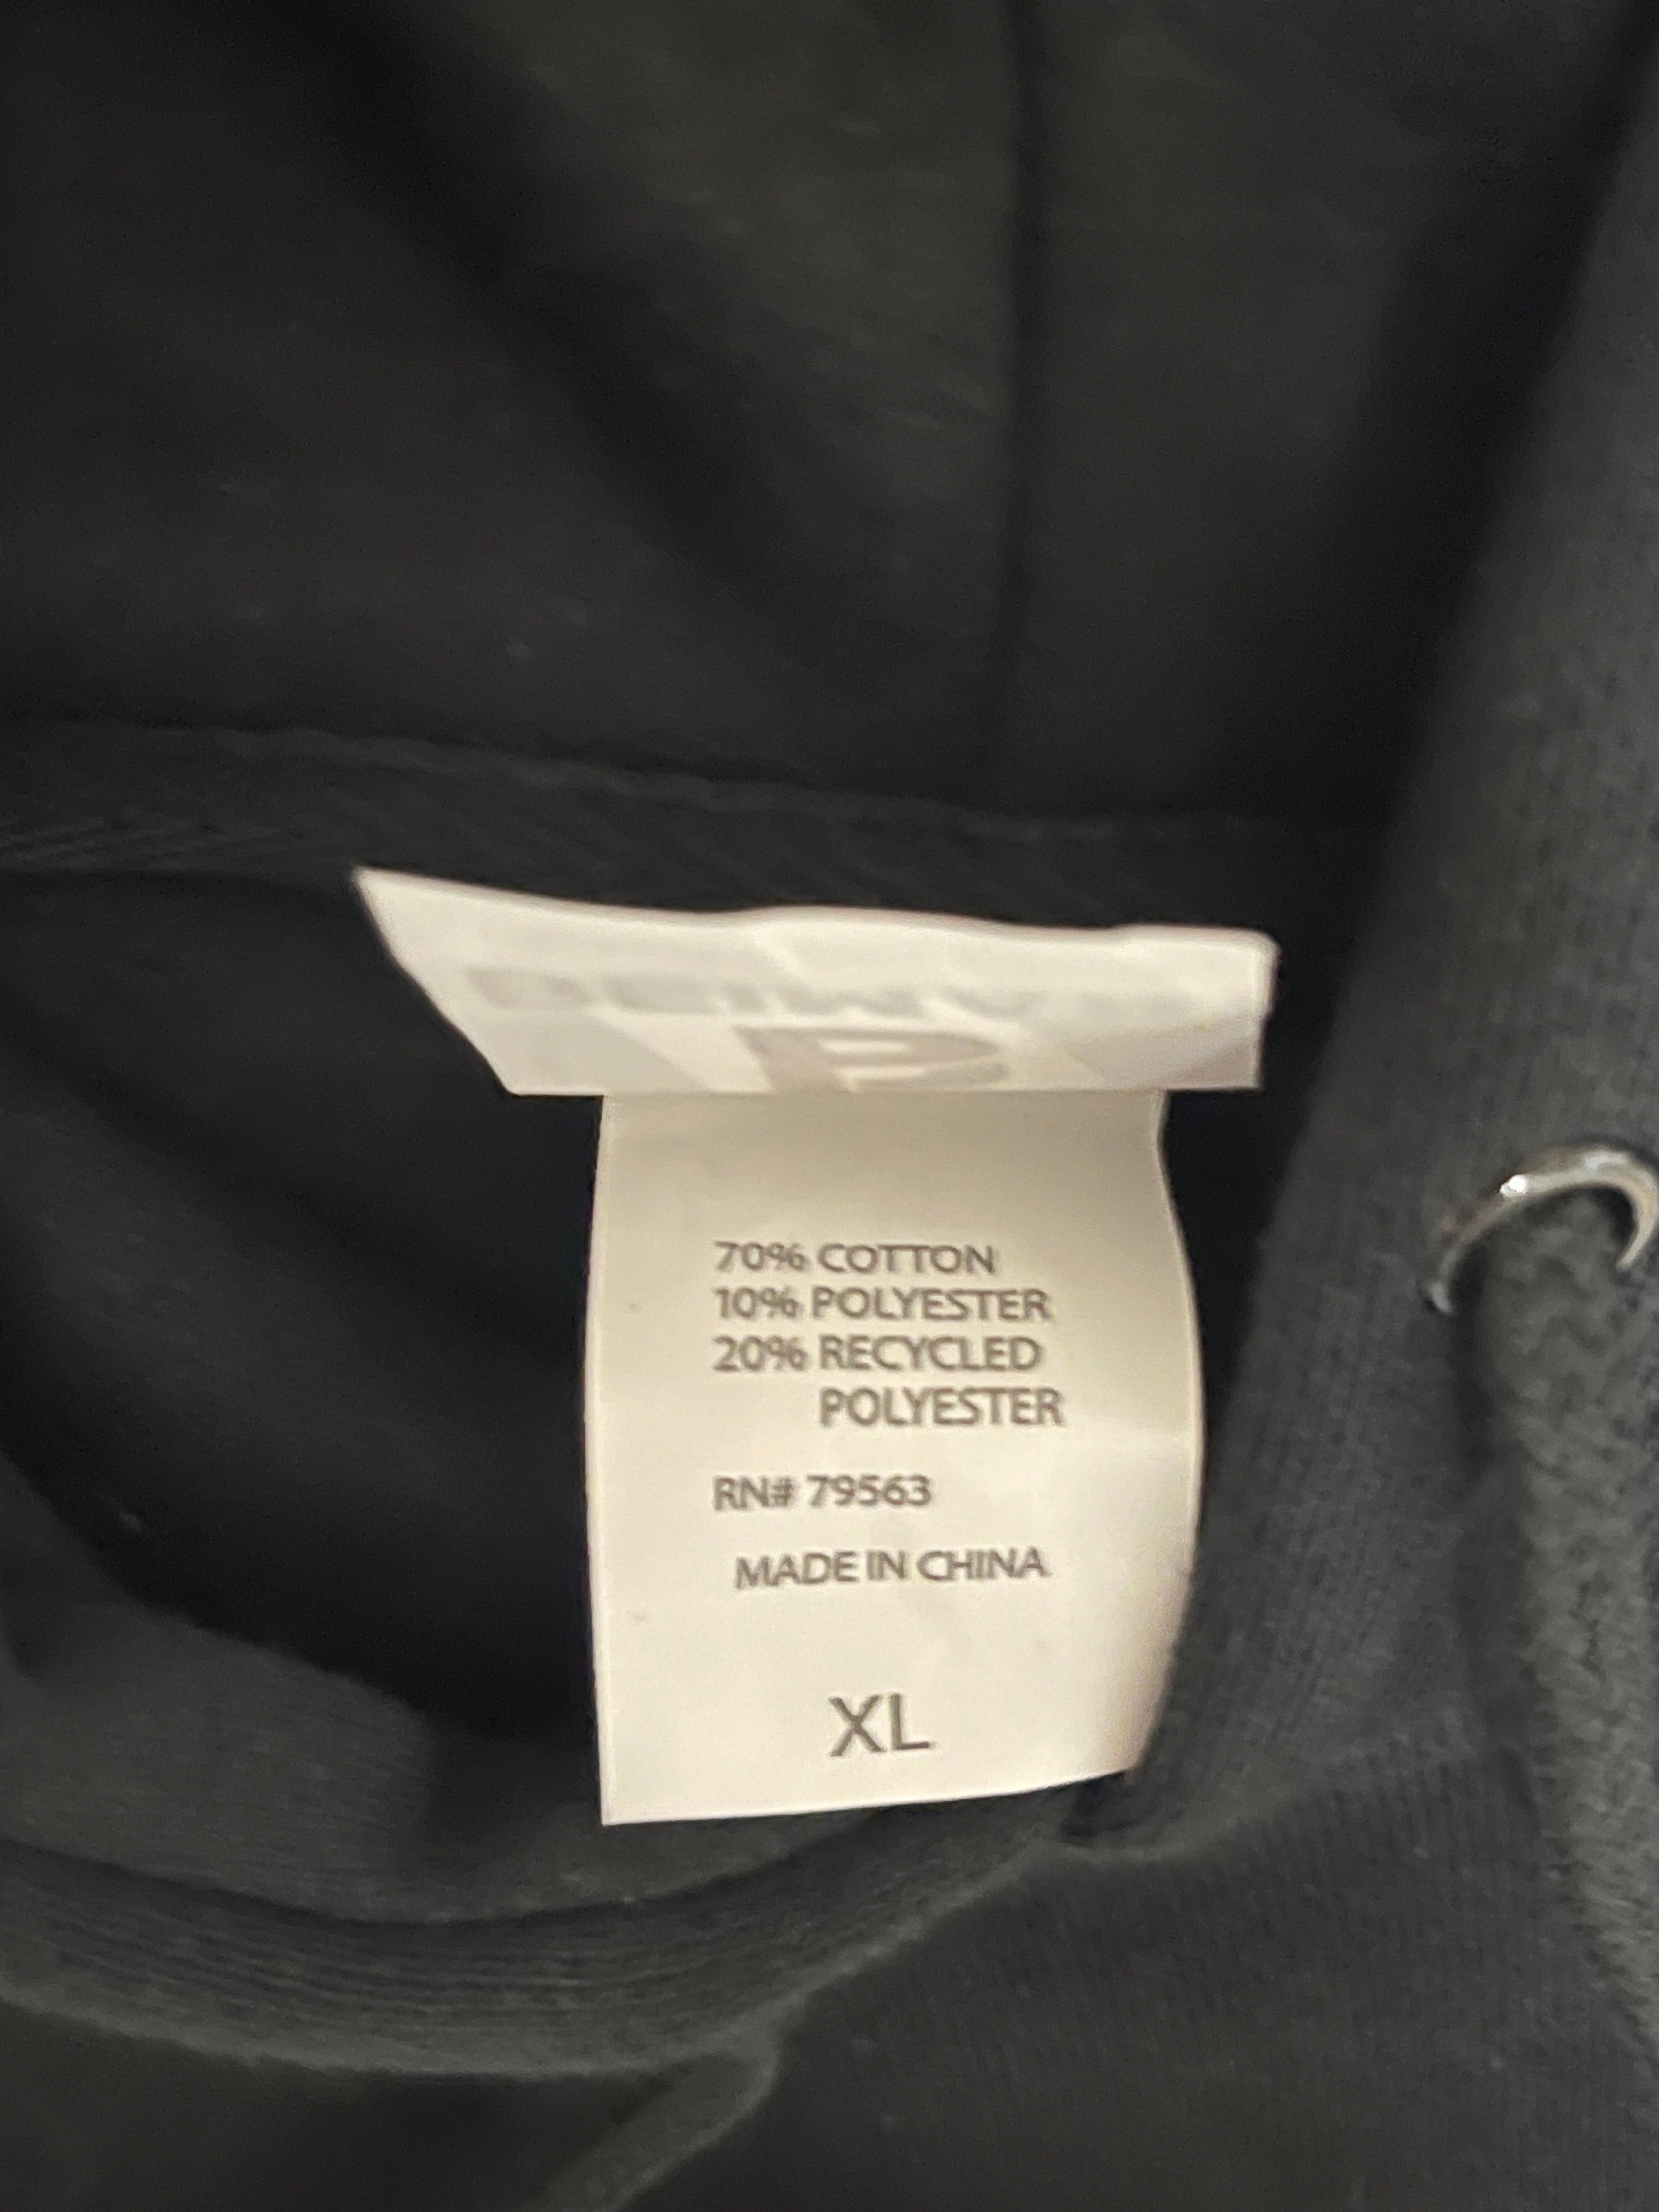 70% COTTON
10% POLYESTER
20% RECYCLED
POLYESTER
RN# 79563
MADE IN CHINA
XL